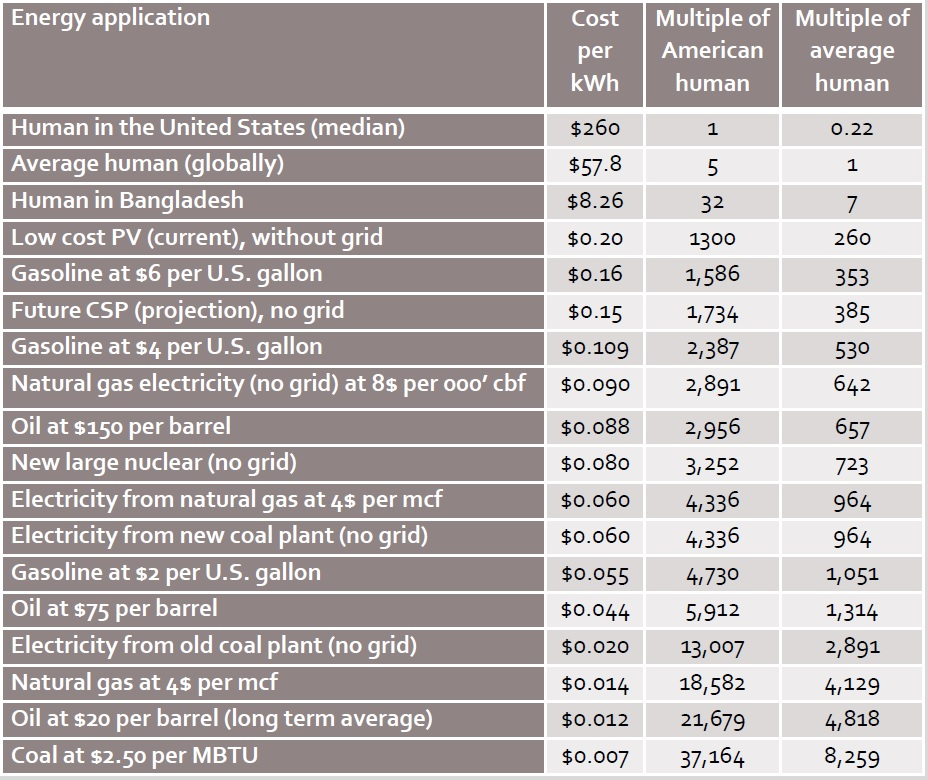 Energy application Cost per kWh Multiple of American human Multiple of average human
Human in the United States (median) $260 1 0.22
Average human (globally) $57.8 5 1
Human in Bangladesh $8.26 32 7
Low cost PV (current), without grid $0.20 1300 260
Gasoline at $6 per U.S. gallon $0.16 1,586 353
Future CSP (projection), no grid $0.15 1,734 385
Gasoline at $4 per U.S. gallon $0.109 2,387 530
Natural gas electricity (no grid) at 8$ per 000’ cbf $0.090 2,891 642
Oil at $150 per barrel $0.088 2,956 657
New large nuclear (no grid) $0.080 3,252 723
Electricity from natural gas at 4$ per mcf $0.060 4,336 964
Electricity from new coal plant (no grid) $0.060 4,336 964
Gasoline at $2 per U.S. gallon $0.055 4,730 1,051
Oil at $75 per barrel $0.044 5,912 1,314
Electricity from old coal plant (no grid) $0.020 13,007 2,891
Natural gas at 4$ per mcf $0.014 18,582 4,129
Oil at $20 per barrel (long term average) $0.012 21,679 4,818
Coal at $2.50 per MBTU $0.007 37,164 8,259